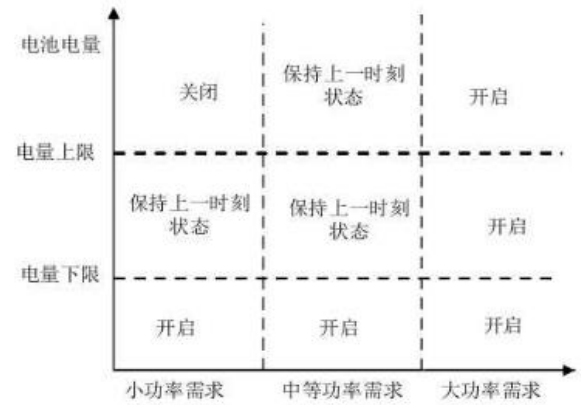 电池电量
关闭
保持上一时刻
状态
开启
电量上限
保持上一时刻
状态
保持上一时刻
状态
开启
电量下限
开启
开启
开启
小功率需求
中等功率需求
大功率需求